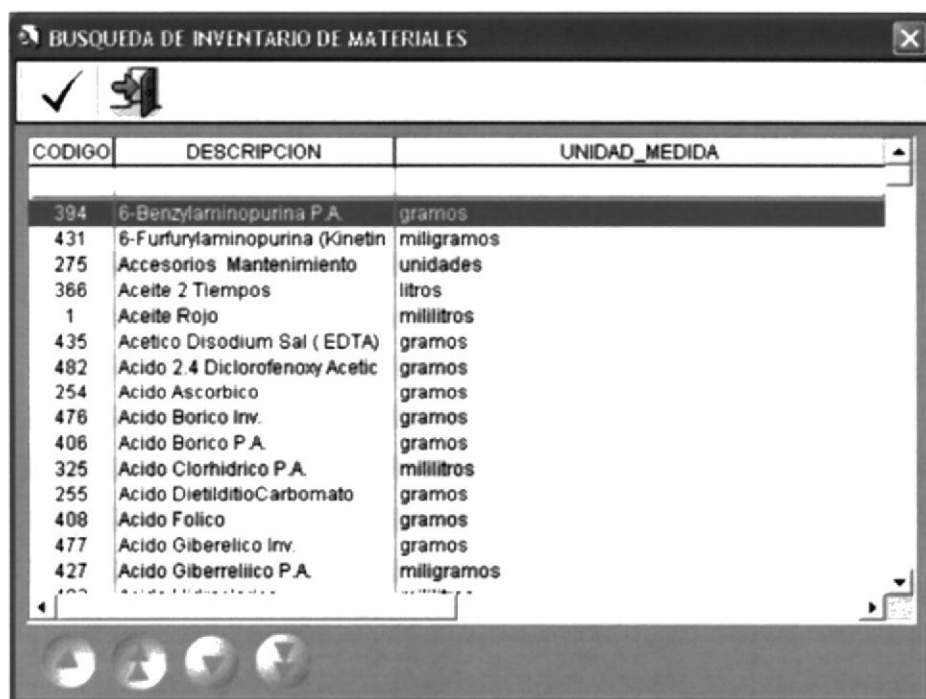 BUSQUEDA DE INVENTARIO DE MATERIALES
CODIGO DESCRIPCION UNIDAD_MEDIDA
394 6-Benzylaminopurina P.A. gramos
431 6-Furfurylaminopurina (Kinetin miligramos
275 Accesorios Mantenimiento unidades
366 Aceite 2 Tiempos litros
1 Aceite Rojo mililitros
435 Acetico Disodium Sal ( EDTA) gramos
482 Acido 2.4 Diclorofenoxy Acetic gramos
254 Acido Ascorbico gramos
476 Acido Borico Inv. gramos
406 Acido Borico P.A. gramos
325 Acido Clorhidrico P.A. mililitros
255 Acido DietilditioCarbomato gramos
408 Acido Folico gramos
477 Acido Giberelico Inv. gramos
427 Acido Giberreliico P.A. miligramos